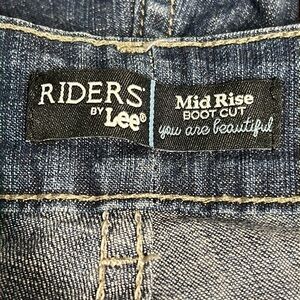 RIDERS
BY Lee®
Mid Rise
BOOT CUT
you are beautiful